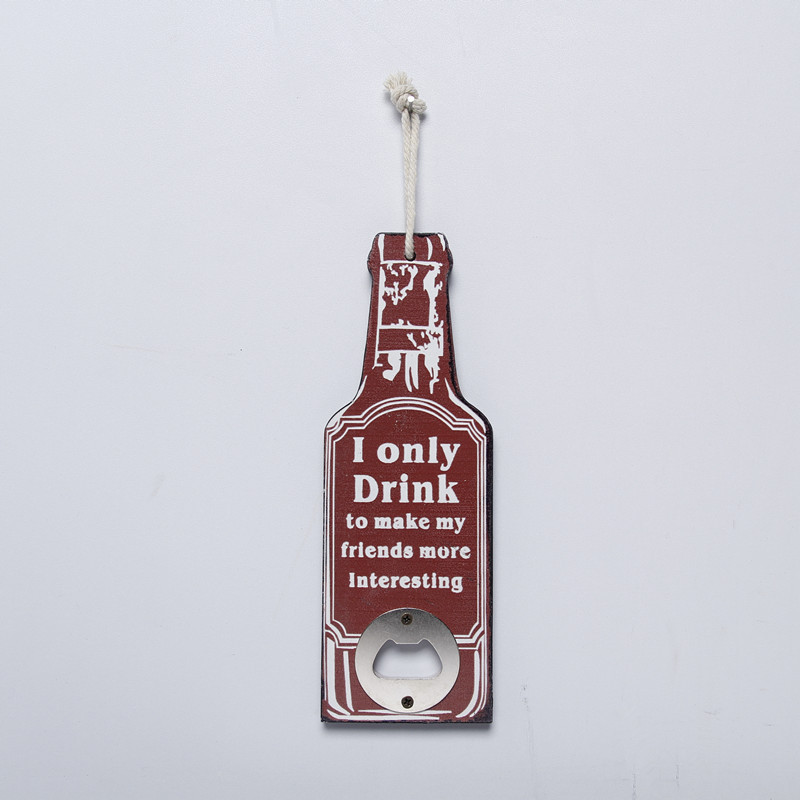 I only
Drink
to make my
friends more
Interesting